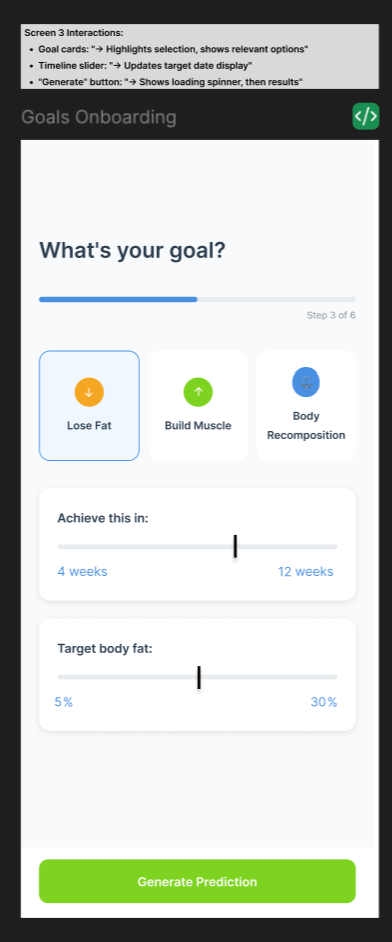 Screen 3 Interactions:
• Goal cards: "→ Highlights selection, shows relevant options"
• Timeline slider: "→ Updates target date display"
• "Generate" button: "→ Shows loading spinner, then results"
Goals Onboarding
</>
What's your goal?
Step 3 of 6
↓
↑
Lose Fat
Build Muscle
Body
Recomposition
Achieve this in:
4 weeks
12 weeks
Target body fat:
5%
30%
Generate Prediction